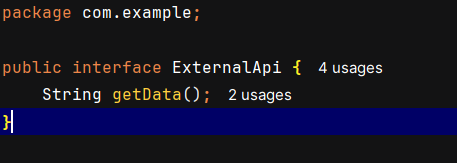 package com.example;
public interface ExternalApi { 4 usages
String getData(); 2 usages
}